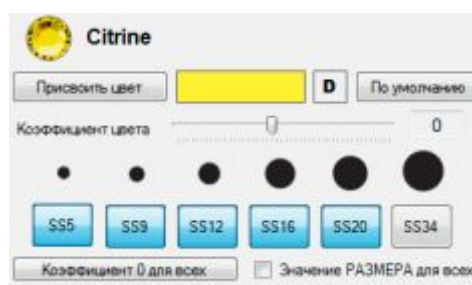 Citrine
Присвоить цвет D По умолчанию
Коэффициент цвета 0
SS5 SS9 SS12 SS16 SS20 SS34
Коэффициент 0 для всех Значение РАЗМЕРА для всех